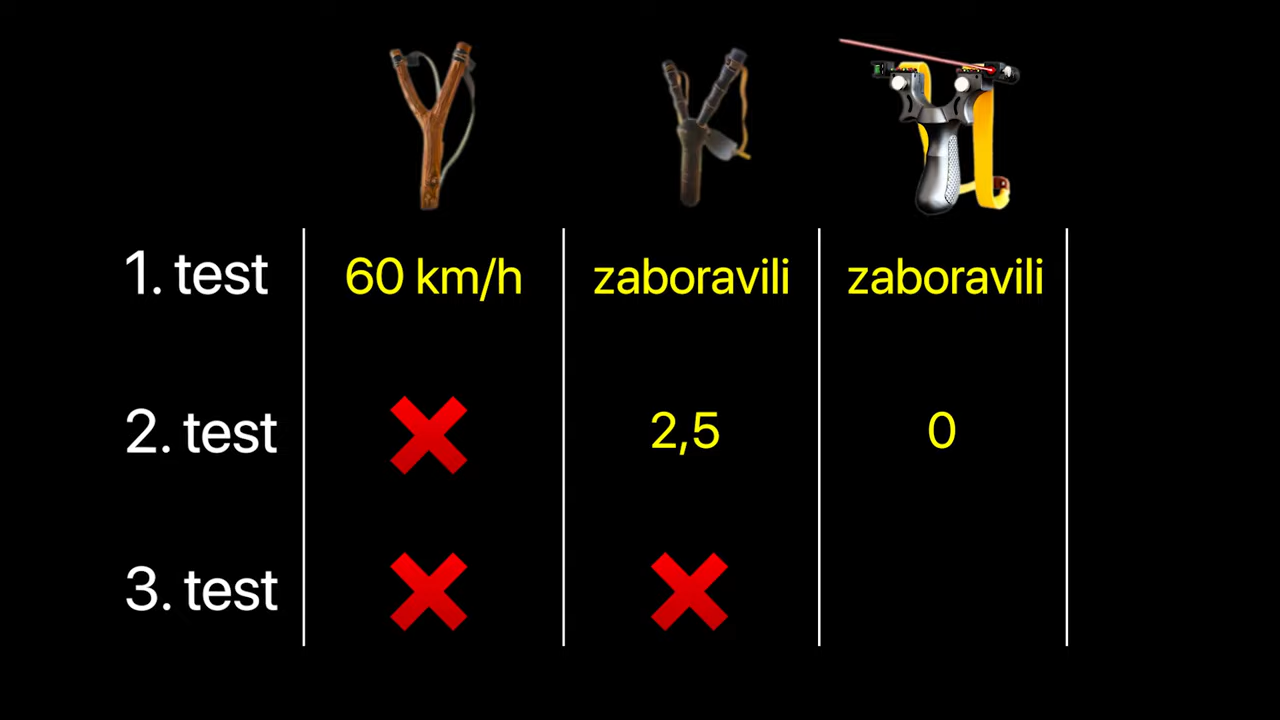 1. test 60 km/h zaboravili zaboravili
2. test ❌ 2,5 0
3. test ❌ ❌